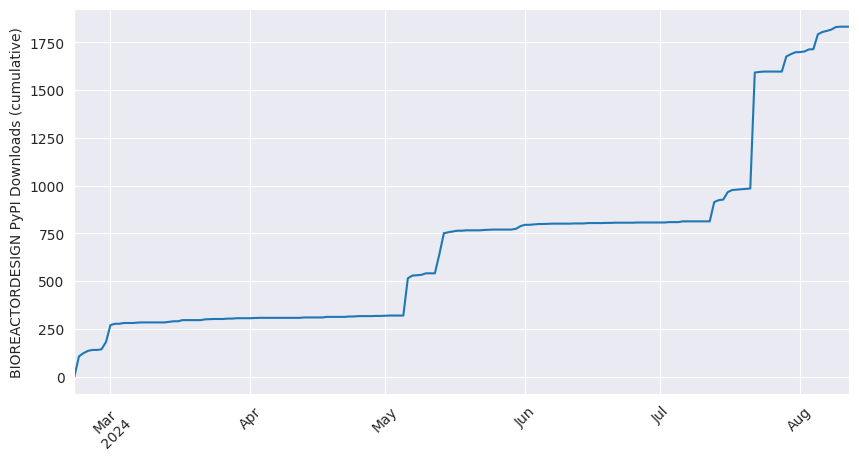 BIOREACTORDESIGN PyPI Downloads (cumulative)
1750
1500
1250
1000
750
500
250
0
Mar
2024
Apr
May
Jun
Jul
Aug